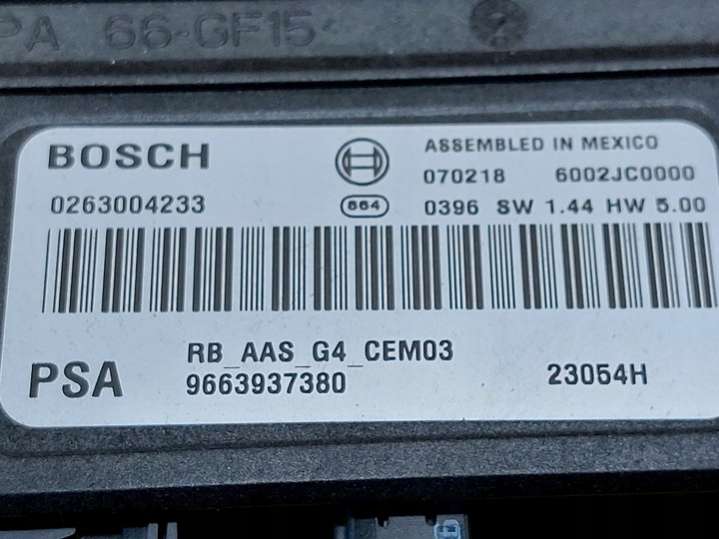 PA 66-GF15
BOSCH
ASSEMBLED IN MEXICO
070218 6002JC0000
0263004233
664
0396 SW 1.44 HW 5.00
PSA
RB_AAS_G4_CEM03
9663937380
23054H